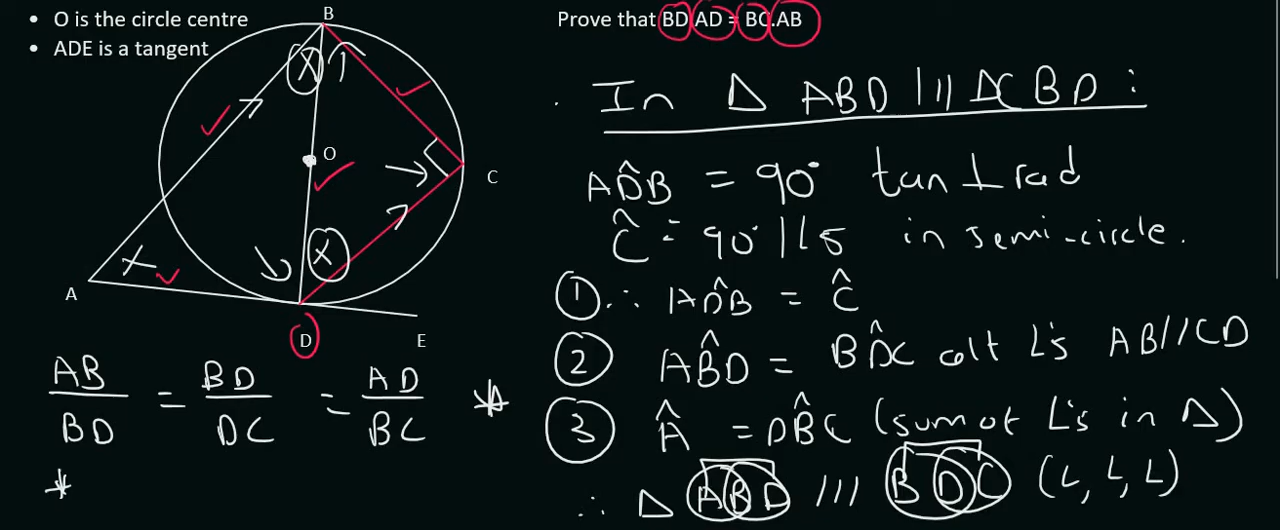 • O is the circle centre
• ADE is a tangent
B
O
C
A
D
E
X
X
X
1
AB/BD = BD/DC = AD/BC *
*
Prove that BD.AD = BC.AB
In Δ ABD ||| ΔCBD :
AD̂B = 90° tan ⊥ rad
Ĉ = 90° ∠s in semi-circle.
① ∴ AD̂B = Ĉ
② AB̂D = BD̂C alt ∠'s AB//CD
③ Â = DB̂C (sum of ∠'s in Δ)
∴ Δ ABD /// BDC (∠, ∠, ∠)